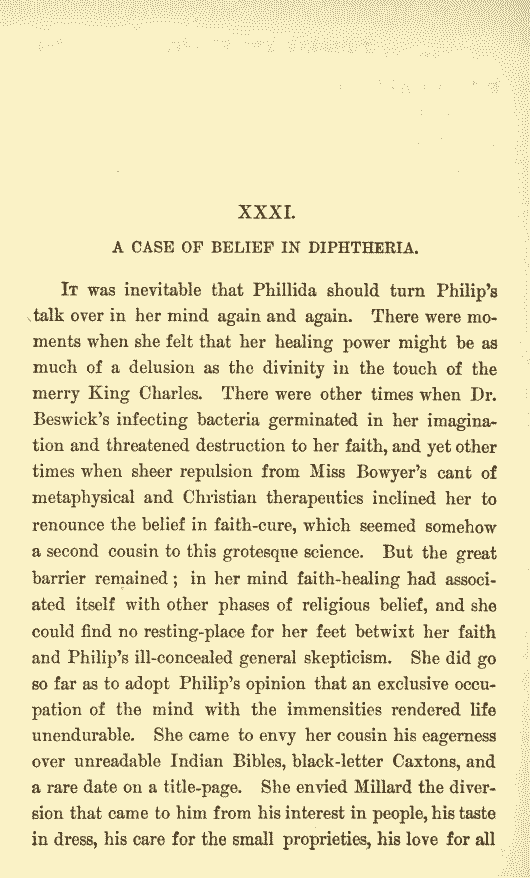 XXXI.
A CASE OF BELIEF IN DIPHTHERIA.
It was inevitable that Phillida should turn Philip's
talk over in her mind again and again. There were mo-
ments when she felt that her healing power might be as
much of a delusion as the divinity in the touch of the
merry King Charles. There were other times when Dr.
Beswick's infecting bacteria germinated in her imagina-
tion and threatened destruction to her faith, and yet other
times when sheer repulsion from Miss Bowyer's cant of
metaphysical and Christian therapeutics inclined her to
renounce the belief in faith-cure, which seemed somehow
a second cousin to this grotesque science. But the great
barrier remained; in her mind faith-healing had associ-
ated itself with other phases of religious belief, and she
could find no resting-place for her feet betwixt her faith
and Philip's ill-concealed general skepticism. She did go
so far as to adopt Philip's opinion that an exclusive occu-
pation of the mind with the immensities rendered life
unendurable. She came to envy her cousin his eagerness
over unreadable Indian Bibles, black-letter Caxtons, and
a rare date on a title-page. She envied Millard the diver-
sion that came to him from his interest in people, his taste
in dress, his care for the small proprieties, his love for all